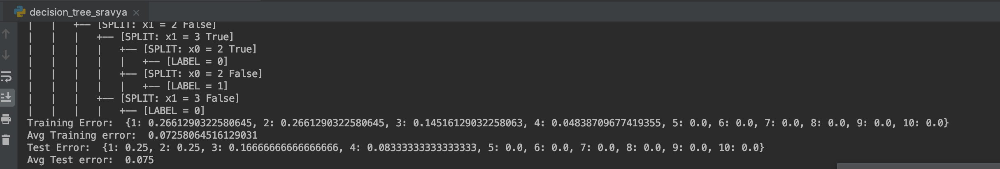 decision_tree_sravya
|   |   +-- [SPLIT: x1 = 2 False]
|   |   |   +-- [SPLIT: x1 = 3 True]
|   |   |   |   +-- [SPLIT: x0 = 2 True]
|   |   |   |   |   +-- [LABEL = 0]
|   |   |   |   +-- [SPLIT: x0 = 2 False]
|   |   |   |   |   +-- [LABEL = 1]
|   |   |   +-- [SPLIT: x1 = 3 False]
|   |   |   |   +-- [LABEL = 0]
Training Error:  {1: 0.2661290322580645, 2: 0.2661290322580645, 3: 0.14516129032258063, 4: 0.04838709677419355, 5: 0.0, 6: 0.0, 7: 0.0, 8: 0.0, 9: 0.0, 10: 0.0}
Avg Training error:  0.07258064516129031
Test Error:  {1: 0.25, 2: 0.25, 3: 0.16666666666666666, 4: 0.08333333333333333, 5: 0.0, 6: 0.0, 7: 0.0, 8: 0.0, 9: 0.0, 10: 0.0}
Avg Test error:  0.075